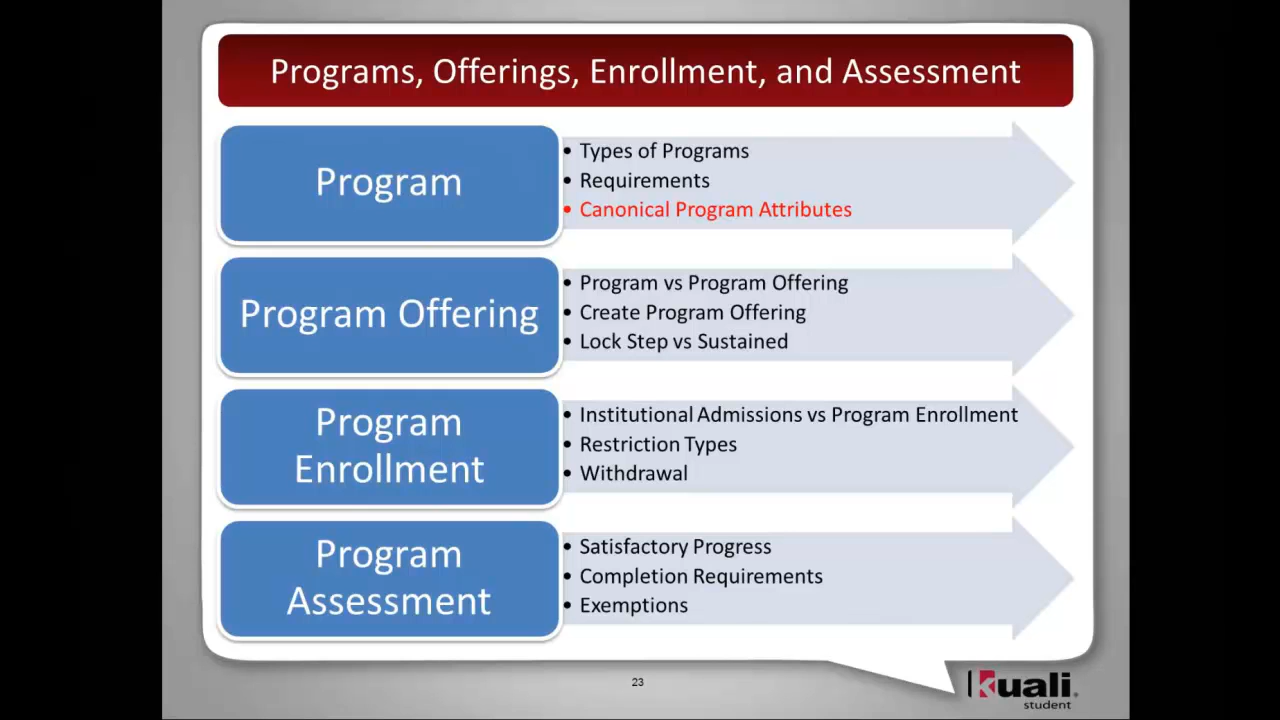 Programs, Offerings, Enrollment, and Assessment
Program
• Types of Programs
• Requirements
• Canonical Program Attributes
Program Offering
• Program vs Program Offering
• Create Program Offering
• Lock Step vs Sustained
Program
Enrollment
• Institutional Admissions vs Program Enrollment
• Restriction Types
• Withdrawal
Program
Assessment
• Satisfactory Progress
• Completion Requirements
• Exemptions
23
Kuali®
student